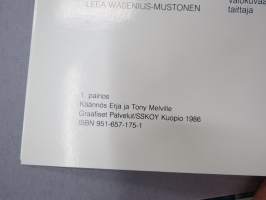 LEEA WADENIUS-MUSTONEN
valokuvaa
taittaja
1. painos
Käännös Erja ja Tony Melville
Graafiset Palvelut/SSKOY Kuopio 1986
ISBN 951-657-175-1